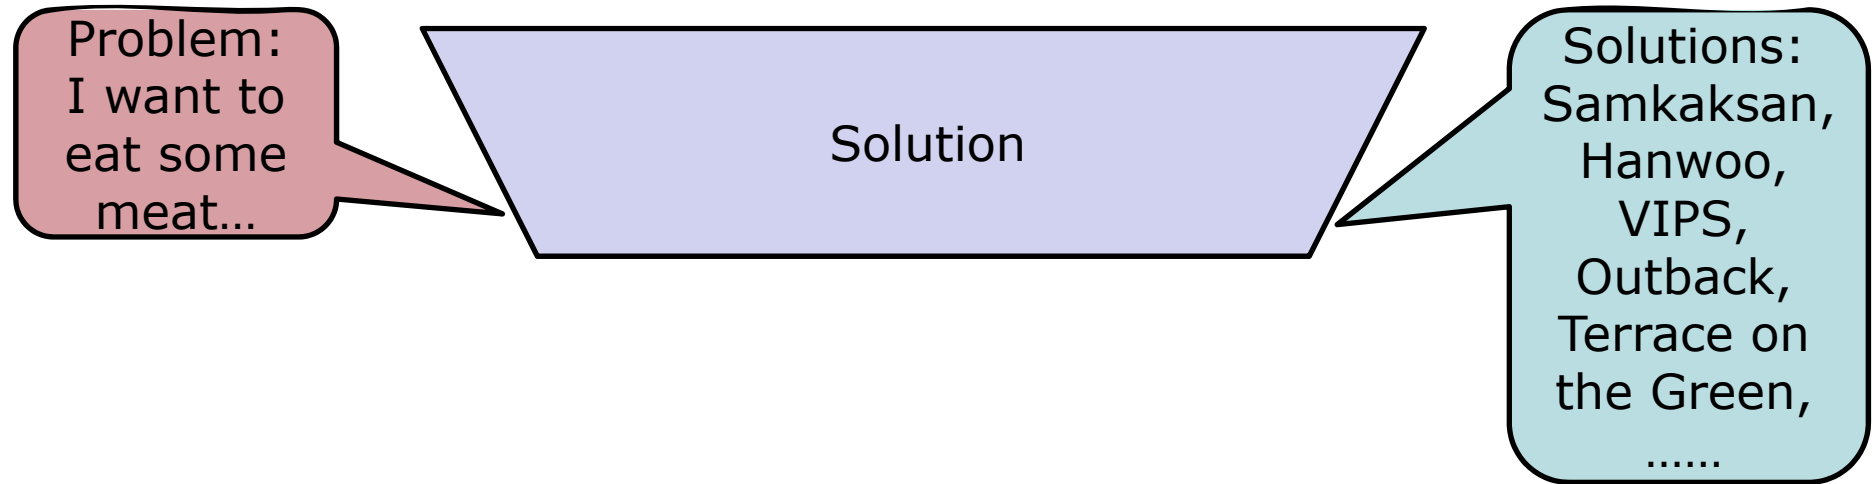 Problem:
I want to
eat some
meat…
Solution
Solutions:
Samkaksan,
Hanwoo,
VIPS,
Outback,
Terrace on
the Green,
……